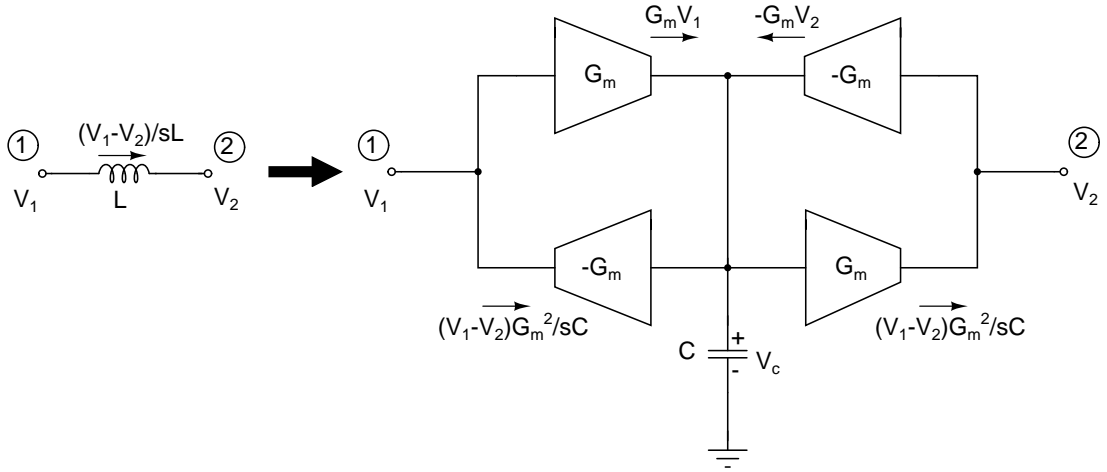 GₘV₁
-GₘV₂
Gₘ
-Gₘ
(V₁-V₂)/sL
1
2
V₁
L
V₂
1
V₁
2
V₂
-Gₘ
Gₘ
(V₁-V₂)Gₘ²/sC
(V₁-V₂)Gₘ²/sC
C
+
-
V꜀